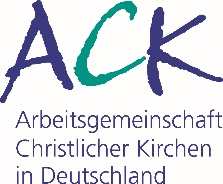 ACK
Arbeitsgemeinschaft
Christlicher Kirchen
in Deutschland